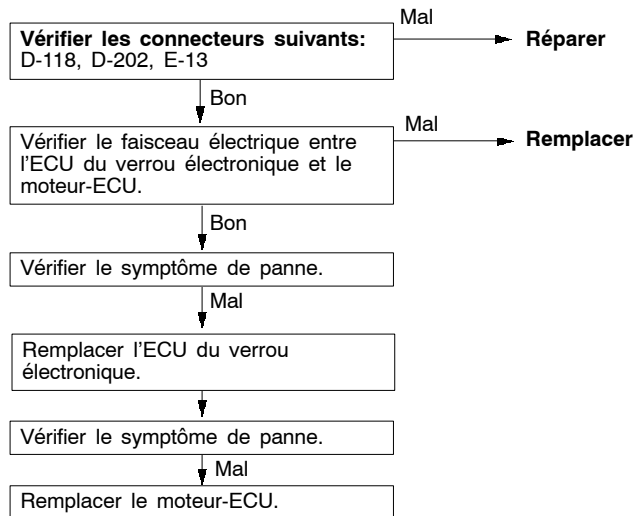 Mal
Vérifier les connecteurs suivants:
D-118, D-202, E-13
Réparer
Bon
Mal
Vérifier le faisceau électrique entre
l'ECU du verrou électronique et le
moteur-ECU.
Remplacer
Bon
Vérifier le symptôme de panne.
Mal
Remplacer l'ECU du verrou
électronique.
Vérifier le symptôme de panne.
Mal
Remplacer le moteur-ECU.